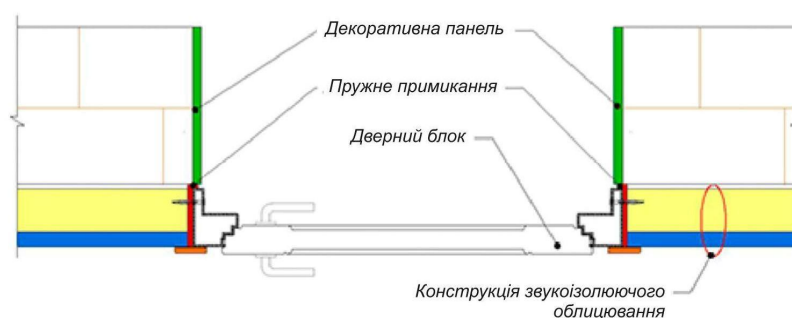 Декоративна панель
Пружне примикання
Дверний блок
Конструкція звукоізолюючого
облицювання